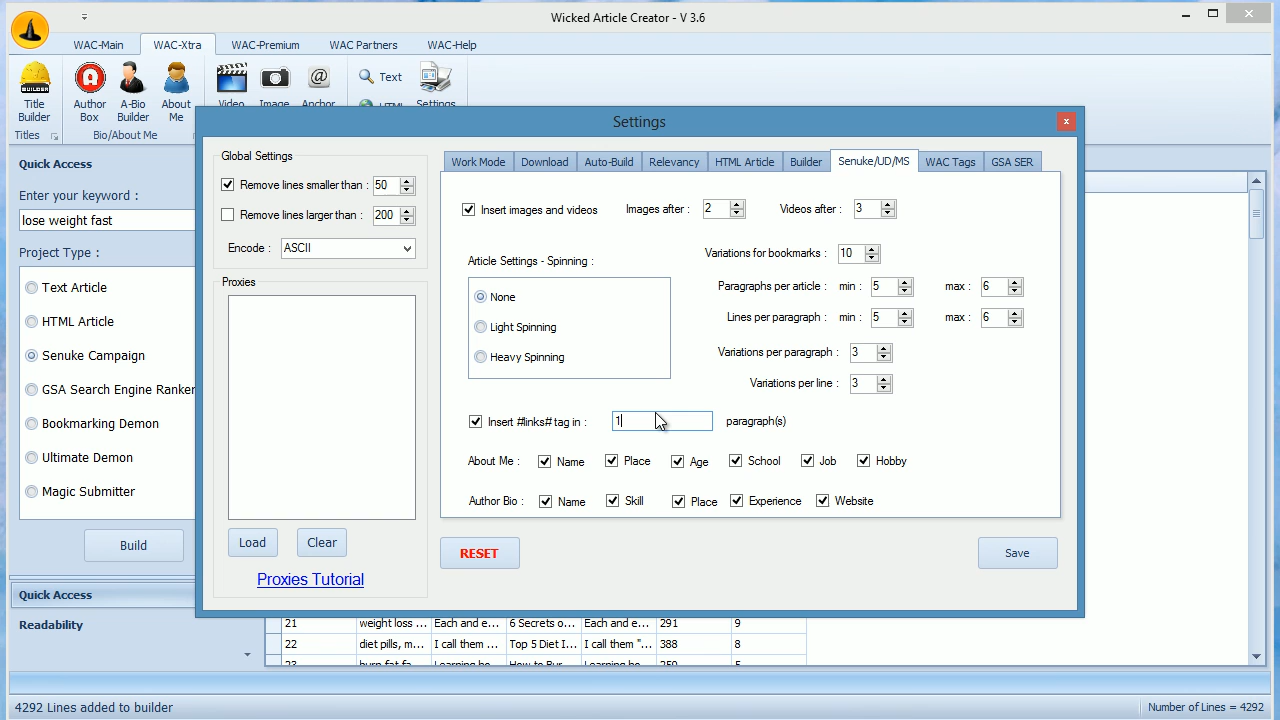 Wicked Article Creator - V 3.6
WAC-Main WAC-Xtra WAC-Premium WAC Partners WAC-Help
Title Builder
Author Box
A-Bio Builder
About Me
Video Image Anchor
Text
Settings
Titles
Bio/About Me
Quick Access
Enter your keyword :
lose weight fast
Project Type :
Text Article
HTML Article
Senuke Campaign
GSA Search Engine Ranker
Bookmarking Demon
Ultimate Demon
Magic Submitter
Build
Quick Access
Readability
Settings
x
Global Settings
Remove lines smaller than : 50
Remove lines larger than : 200
Encode : ASCII
Proxies
Load Clear
Proxies Tutorial
Work Mode Download Auto-Build Relevancy HTML Article Builder Senuke/UD/MS WAC Tags GSA SER
Insert images and videos Images after : 2 Videos after : 3
Variations for bookmarks : 10
Article Settings - Spinning :
None
Light Spinning
Heavy Spinning
Paragraphs per article : min : 5 max : 6
Lines per paragraph : min : 5 max : 6
Variations per paragraph : 3
Variations per line : 3
Insert #links# tag in : 1 paragraph(s)
About Me : Name Place Age School Job Hobby
Author Bio : Name Skill Place Experience Website
RESET Save
21 weight loss ... Each and e... 6 Secrets o... Each and e... 291 9
22 diet pills, m... I call them ... Top 5 Diet I... I call them "... 388 8
4292 Lines added to builder
Number of Lines = 4292